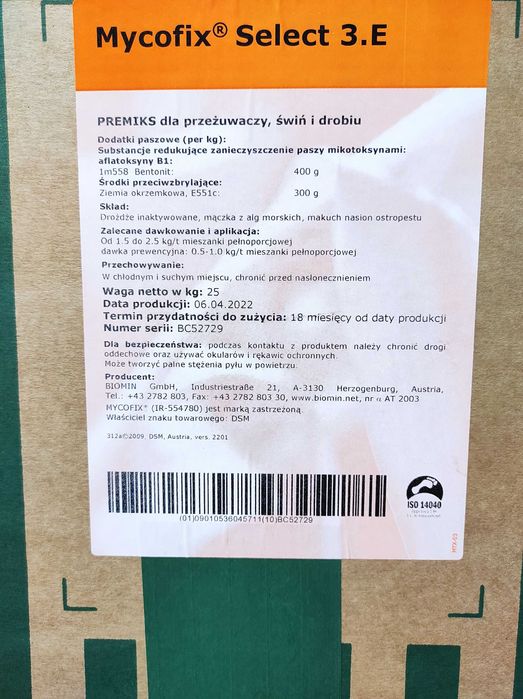 Mycofix® Select 3.E
PREMIKS dla przeżuwaczy, świń i drobiu
Dodatki paszowe (per kg):
Substancje redukujące zanieczyszczenie paszy mikotoksynami:
aflatoksyny B1:
1m558 Bentonit: 400 g
Środki przeciwzbrylające:
Ziemia okrzemkowa, E551c: 300 g
Skład:
Drożdże inaktywowane, mączka z alg morskich, makuch nasion ostropestu
Zalecane dawkowanie i aplikacja:
Od 1.5 do 2.5 kg/t mieszanki pełnoporcjowej
dawka prewencyjna: 0.5-1.0 kg/t mieszanki pełnoporcjowej
Przechowywanie:
W chłodnym i suchym miejscu, chronić przed nasłonecznieniem
Waga netto w kg: 25
Data produkcji: 06.04.2022
Termin przydatności do zużycia: 18 miesięcy od daty produkcji
Numer serii: BC52729
Dla bezpieczeństwa: podczas kontaktu z produktem należy chronić drogi
oddechowe oraz używać okularów i rękawic ochronnych.
Może tworzyć palne stężenia pyłu w powietrzu.
Producent:
BIOMIN GmbH, Industriestraße 21, A-3130 Herzogenburg, Austria,
Tel.: +43 2782 803, Fax: +43 2782 803 30, www.biomin.net, nr α AT 2003
MYCOFIX® (IR-554780) jest marką zastrzeżoną.
Właściciel znaku towarowego: DSM
312a©2009, DSM, Austria, vers. 2201
(01)09010536045711(10)BC52729
ISO 14040
MTX-03